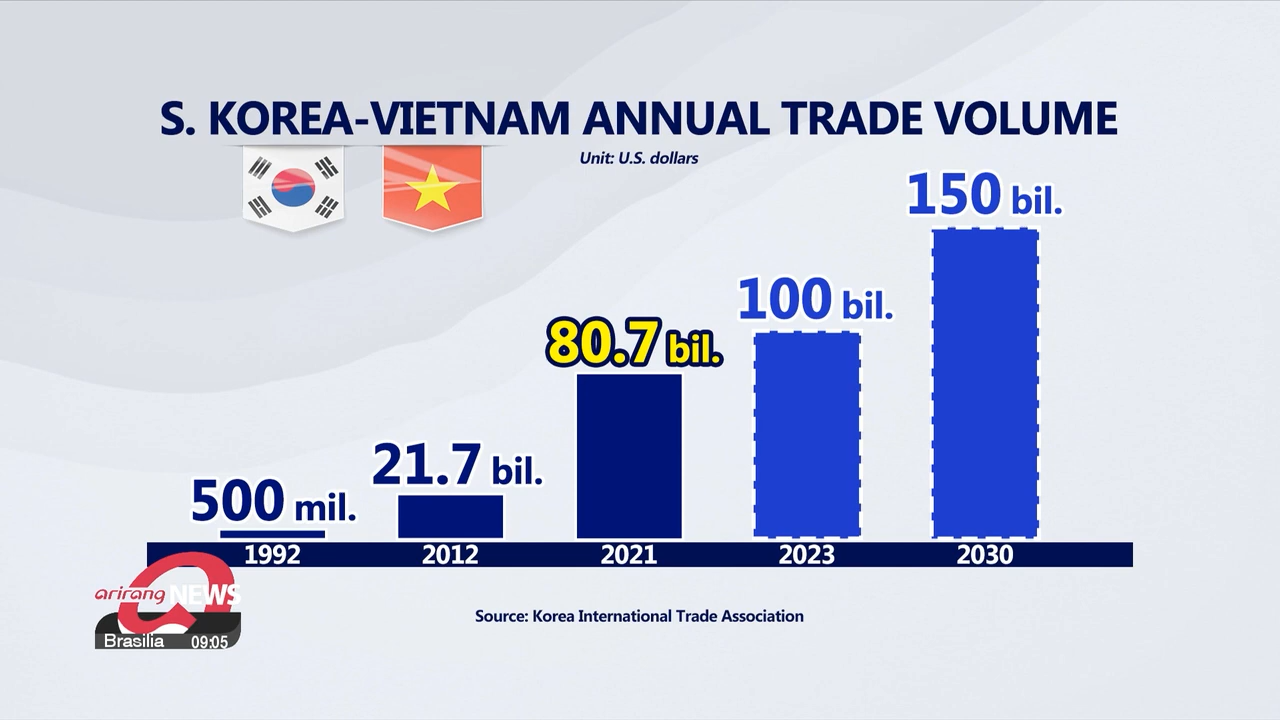 S. KOREA-VIETNAM ANNUAL TRADE VOLUME
Unit: U.S. dollars
500 mil.
21.7 bil.
80.7 bil.
100 bil.
150 bil.
1992
2012
2021
2023
2030
arirang NEWS
Brasilia 09:05
Source: Korea International Trade Association